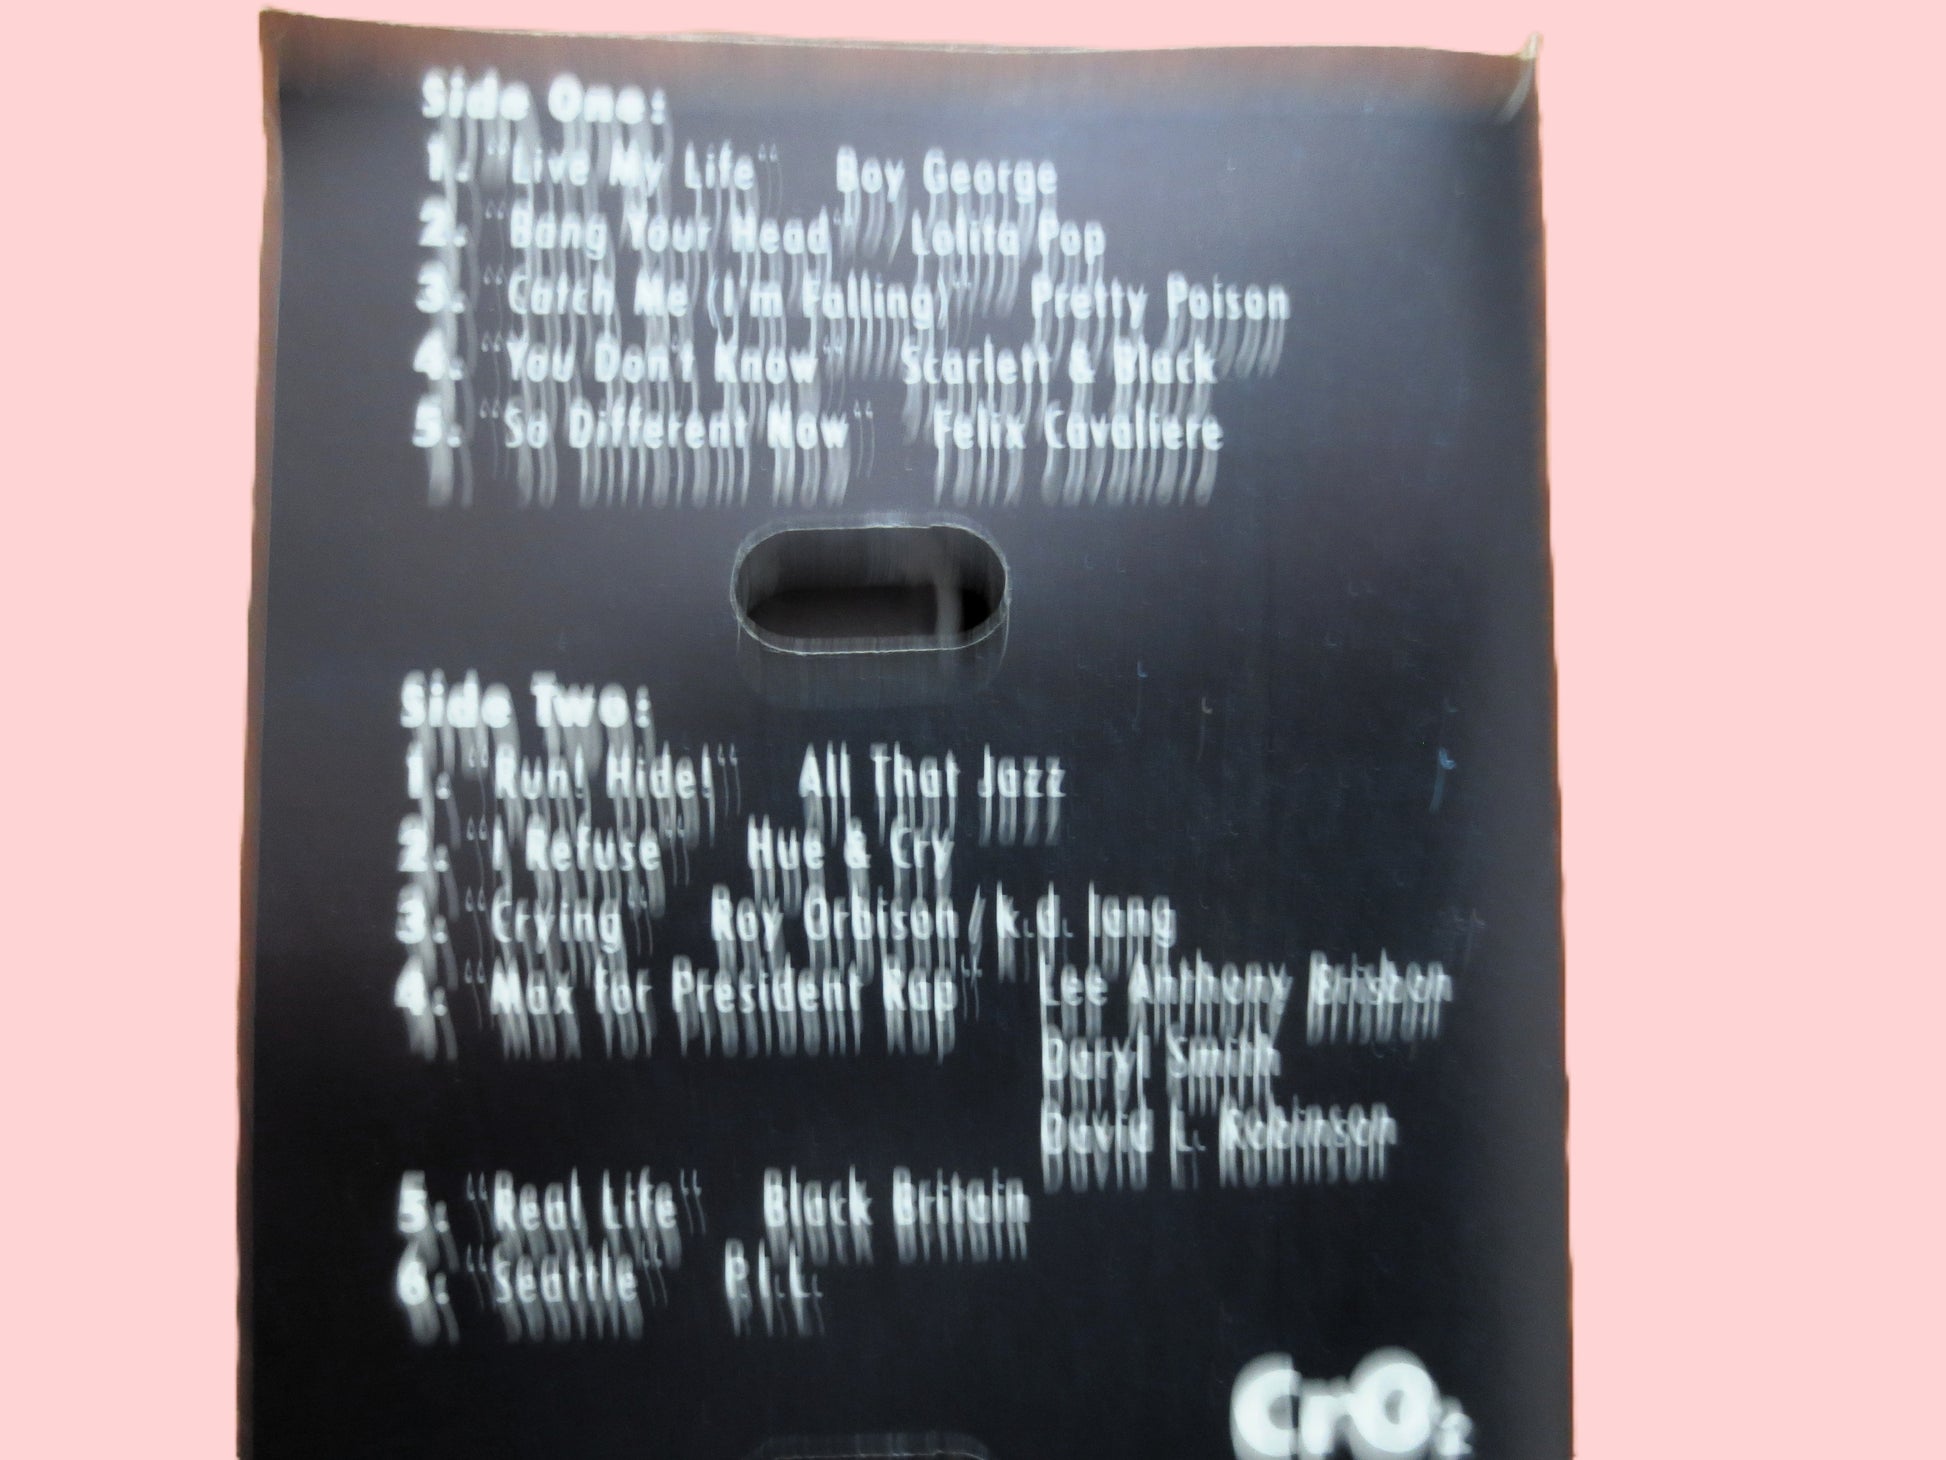 Side One:
1. "Live My Life" Boy George
2. "Bang Your Head" Lolita Pop
3. "Catch Me (I'm Falling)" Pretty Poison
4. "You Don't Know" Scarlett & Black
5. "So Different Now" Felix Cavaliere
Side Two:
1. "Run! Hide!" All That Jazz
2. "I Refuse" Hue & Cry
3. "Crying" Roy Orbison/k.d. lang
4. "Max for President Rap" Lee Anthony Brisbon
Daryl Smith
David L. Robinson
5. "Real Life" Black Britain
6. "Seattle" P.I.L.
CrO₂